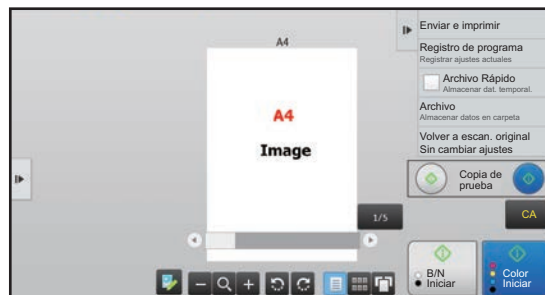 A4
A4
Image
1/5
Enviar e imprimir
Registro de programa
Registrar ajustes actuales
Archivo Rápido
Almacenar dat. temporal.
Archivo
Almacenar datos en carpeta
Volver a escan. original
Sin cambiar ajustes
Copia de
prueba
CA
B/N
Iniciar
Color
Iniciar